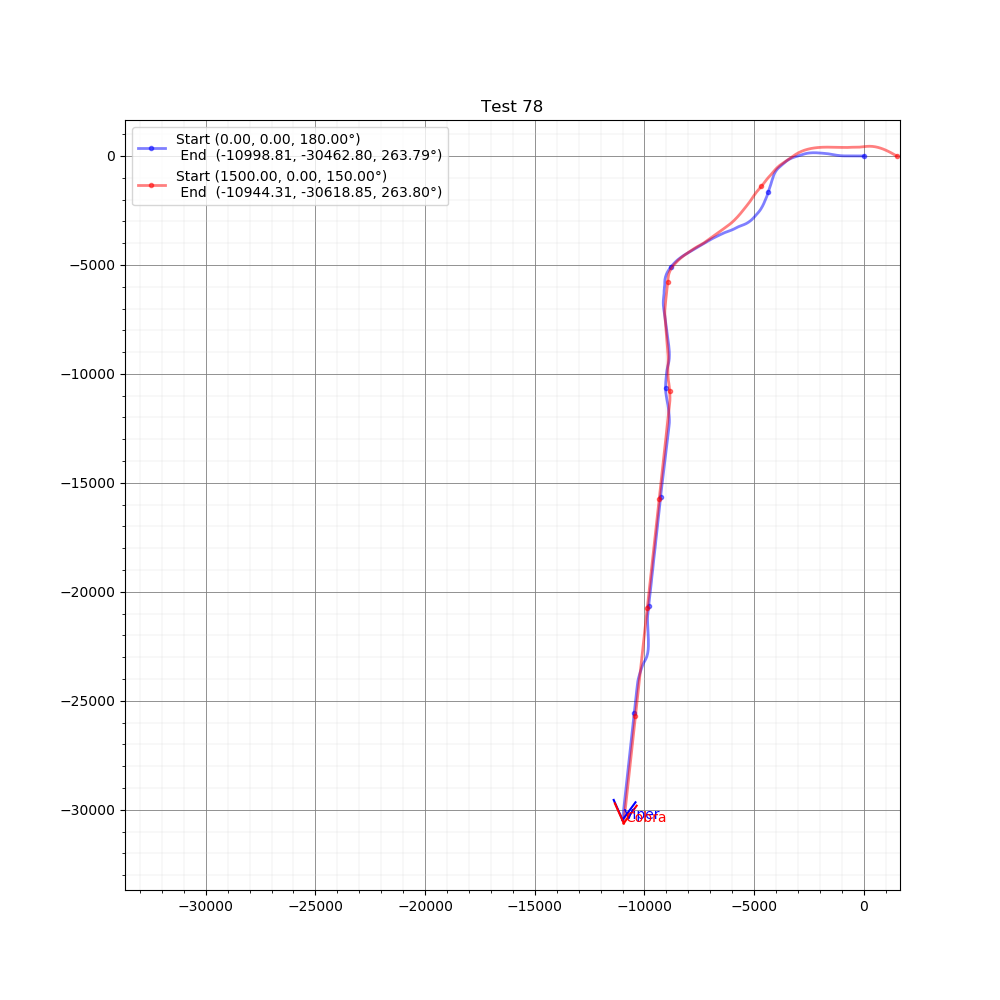 Test 78
Start (0.00, 0.00, 180.00°)
End (-10998.81, -30462.80, 263.79°)
Start (1500.00, 0.00, 150.00°)
End (-10944.31, -30618.85, 263.80°)
0
−5000
−10000
−15000
−20000
−25000
−30000
Cobra
−30000 −25000 −20000 −15000 −10000 −5000 0